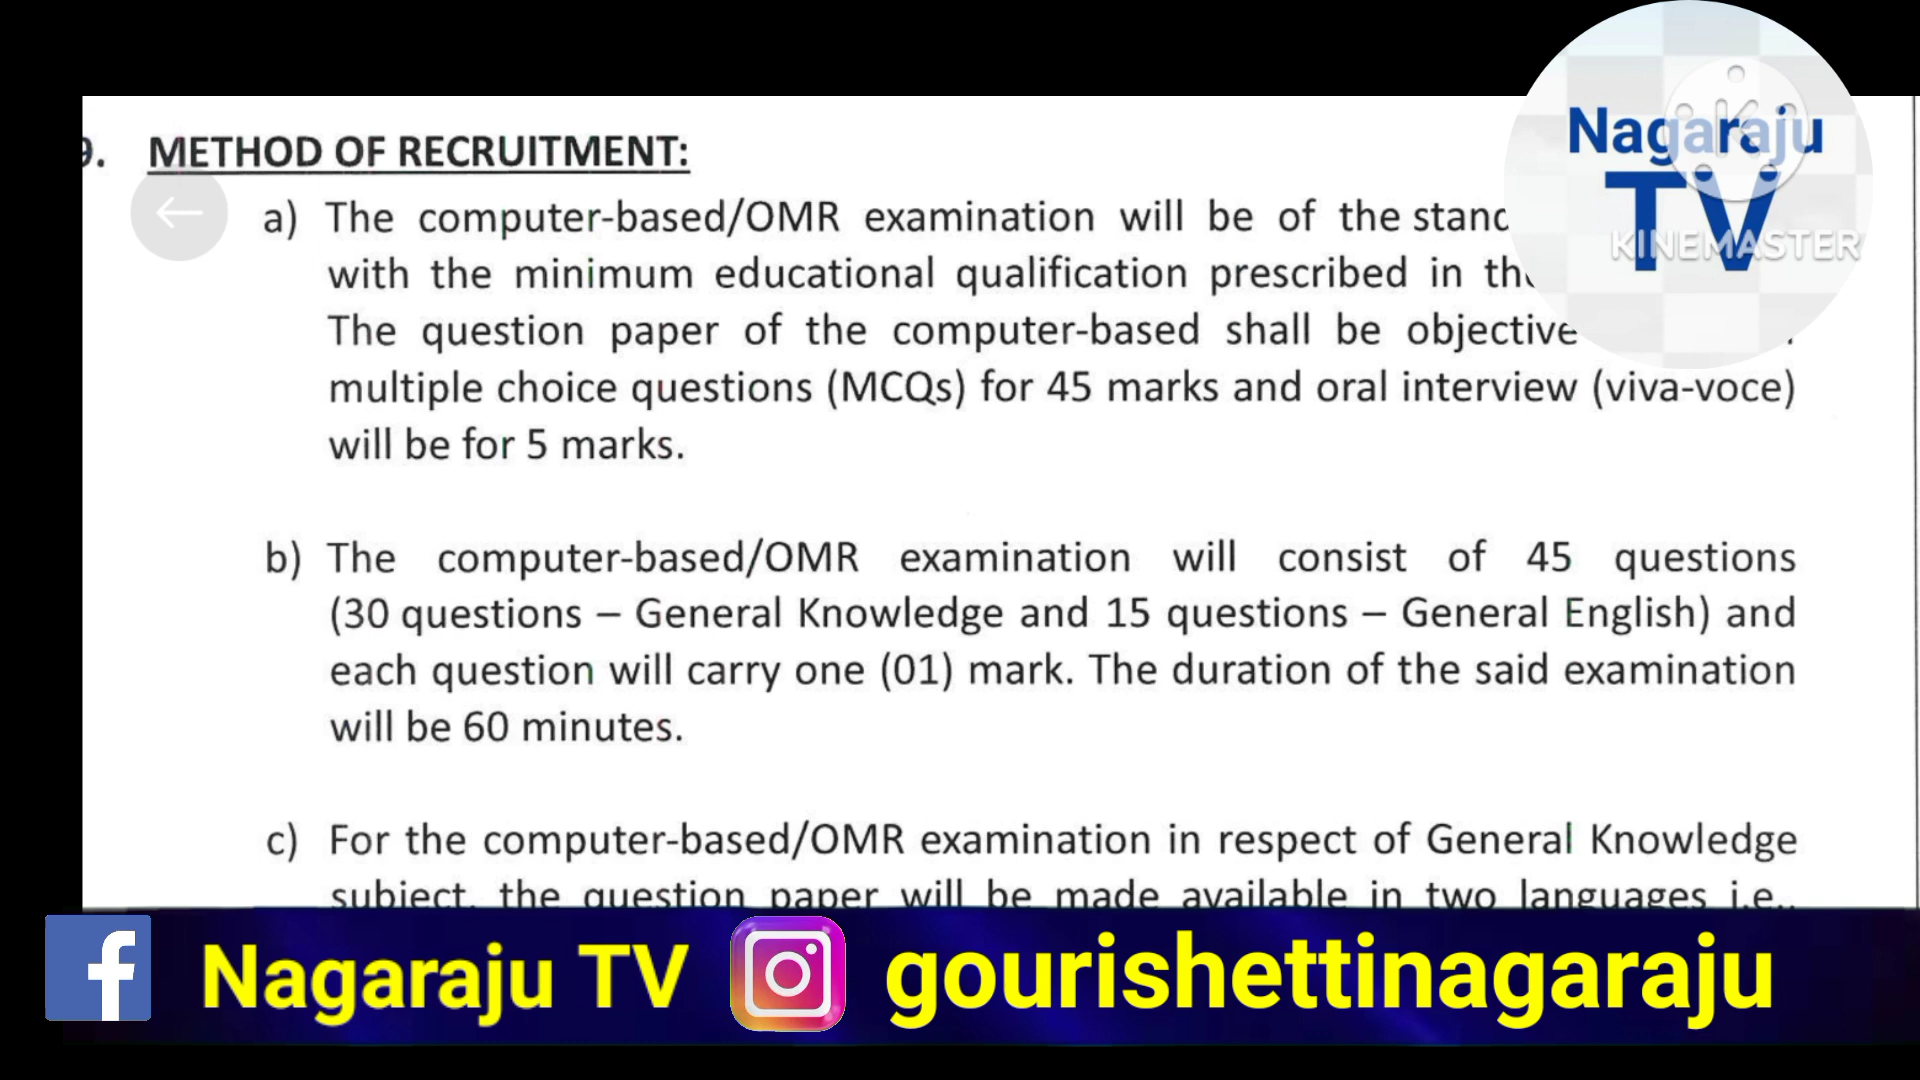 9. METHOD OF RECRUITMENT:
a) The computer-based/OMR examination will be of the stand
with the minimum educational qualification prescribed in the
The question paper of the computer-based shall be objective
multiple choice questions (MCQs) for 45 marks and oral interview (viva-voce)
will be for 5 marks.
b) The computer-based/OMR examination will consist of 45 questions
(30 questions – General Knowledge and 15 questions – General English) and
each question will carry one (01) mark. The duration of the said examination
will be 60 minutes.
c) For the computer-based/OMR examination in respect of General Knowledge
subject, the question paper will be made available in two languages i.e.,
Nagaraju
TV
KINEMASTER
Nagaraju TV gourishettinagaraju